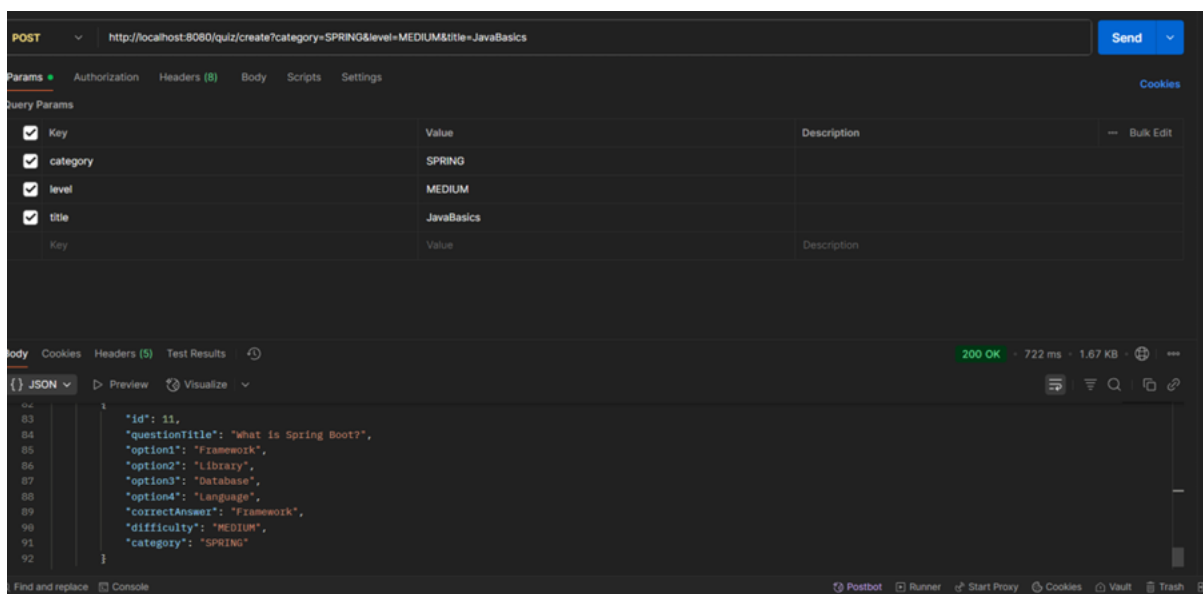 POST http://localhost:8080/quiz/create?category=SPRING&level=MEDIUM&title=JavaBasics Send
Params Authorization Headers (8) Body Scripts Settings Cookies
Query Params
Key Value Description ••• Bulk Edit
category SPRING
level MEDIUM
title JavaBasics
Key Value Description
Body Cookies Headers (5) Test Results 200 OK • 722 ms • 1.67 KB •••
{} JSON Preview Visualize
82 {
83 "id": 11,
84 "questionTitle": "What is Spring Boot?",
85 "option1": "Framework",
86 "option2": "Library",
87 "option3": "Database",
88 "option4": "Language",
89 "correctAnswer": "Framework",
90 "difficulty": "MEDIUM",
91 "category": "SPRING"
92 }
Find and replace Console Postbot Runner Start Proxy Cookies Vault Trash